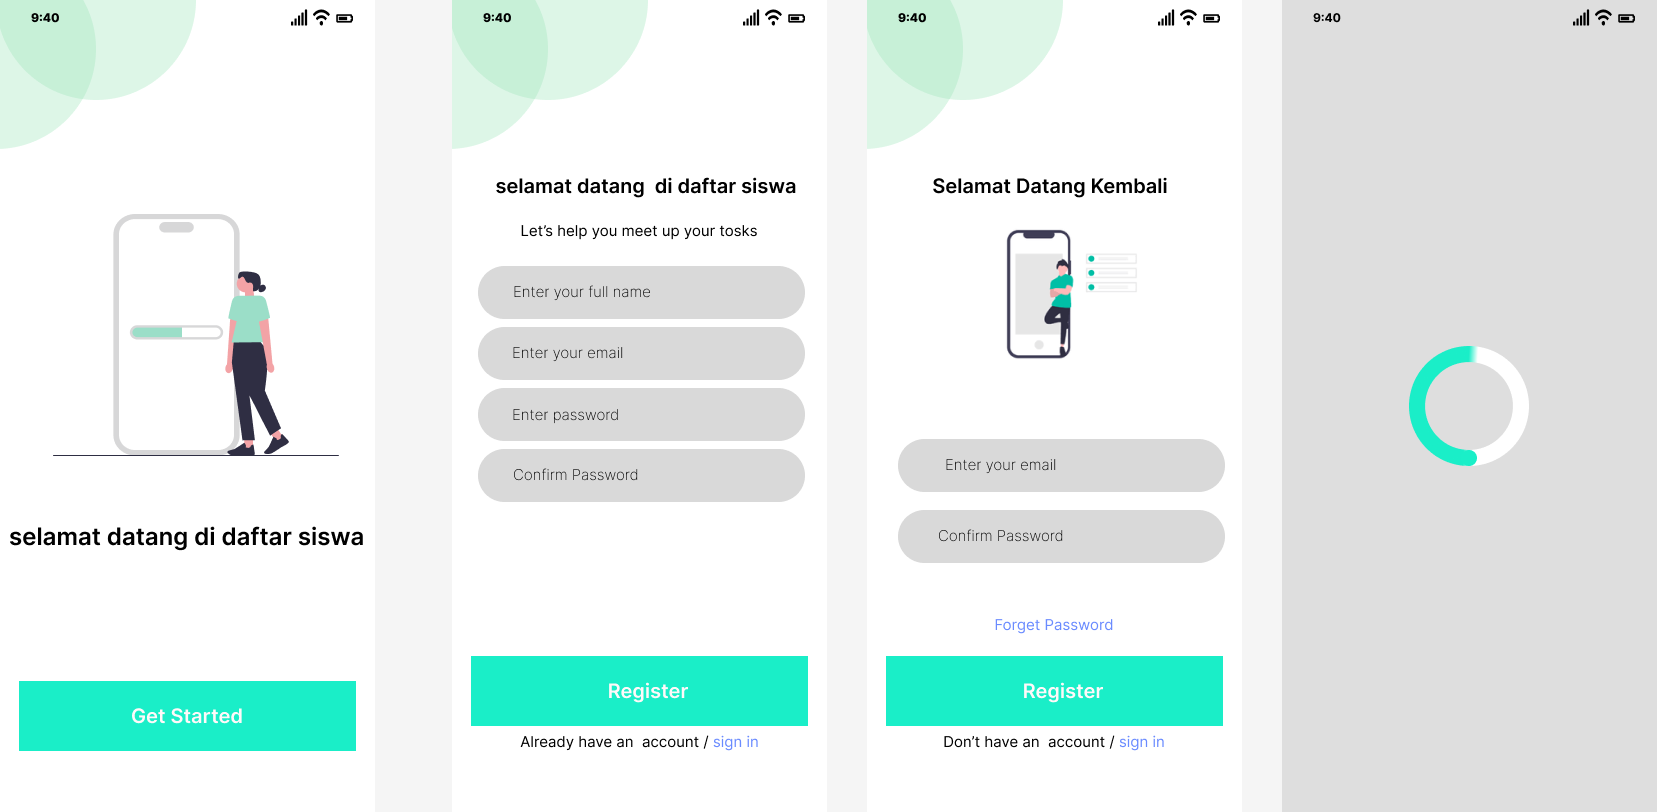 9:40
selamat datang di daftar siswa
Get Started
9:40
selamat datang  di daftar siswa
Let's help you meet up your tosks
Enter your full name
Enter your email
Enter password
Confirm Password
Register
Already have an  account / sign in
9:40
Selamat Datang Kembali
Enter your email
Confirm Password
Forget Password
Register
Don't have an  account / sign in
9:40